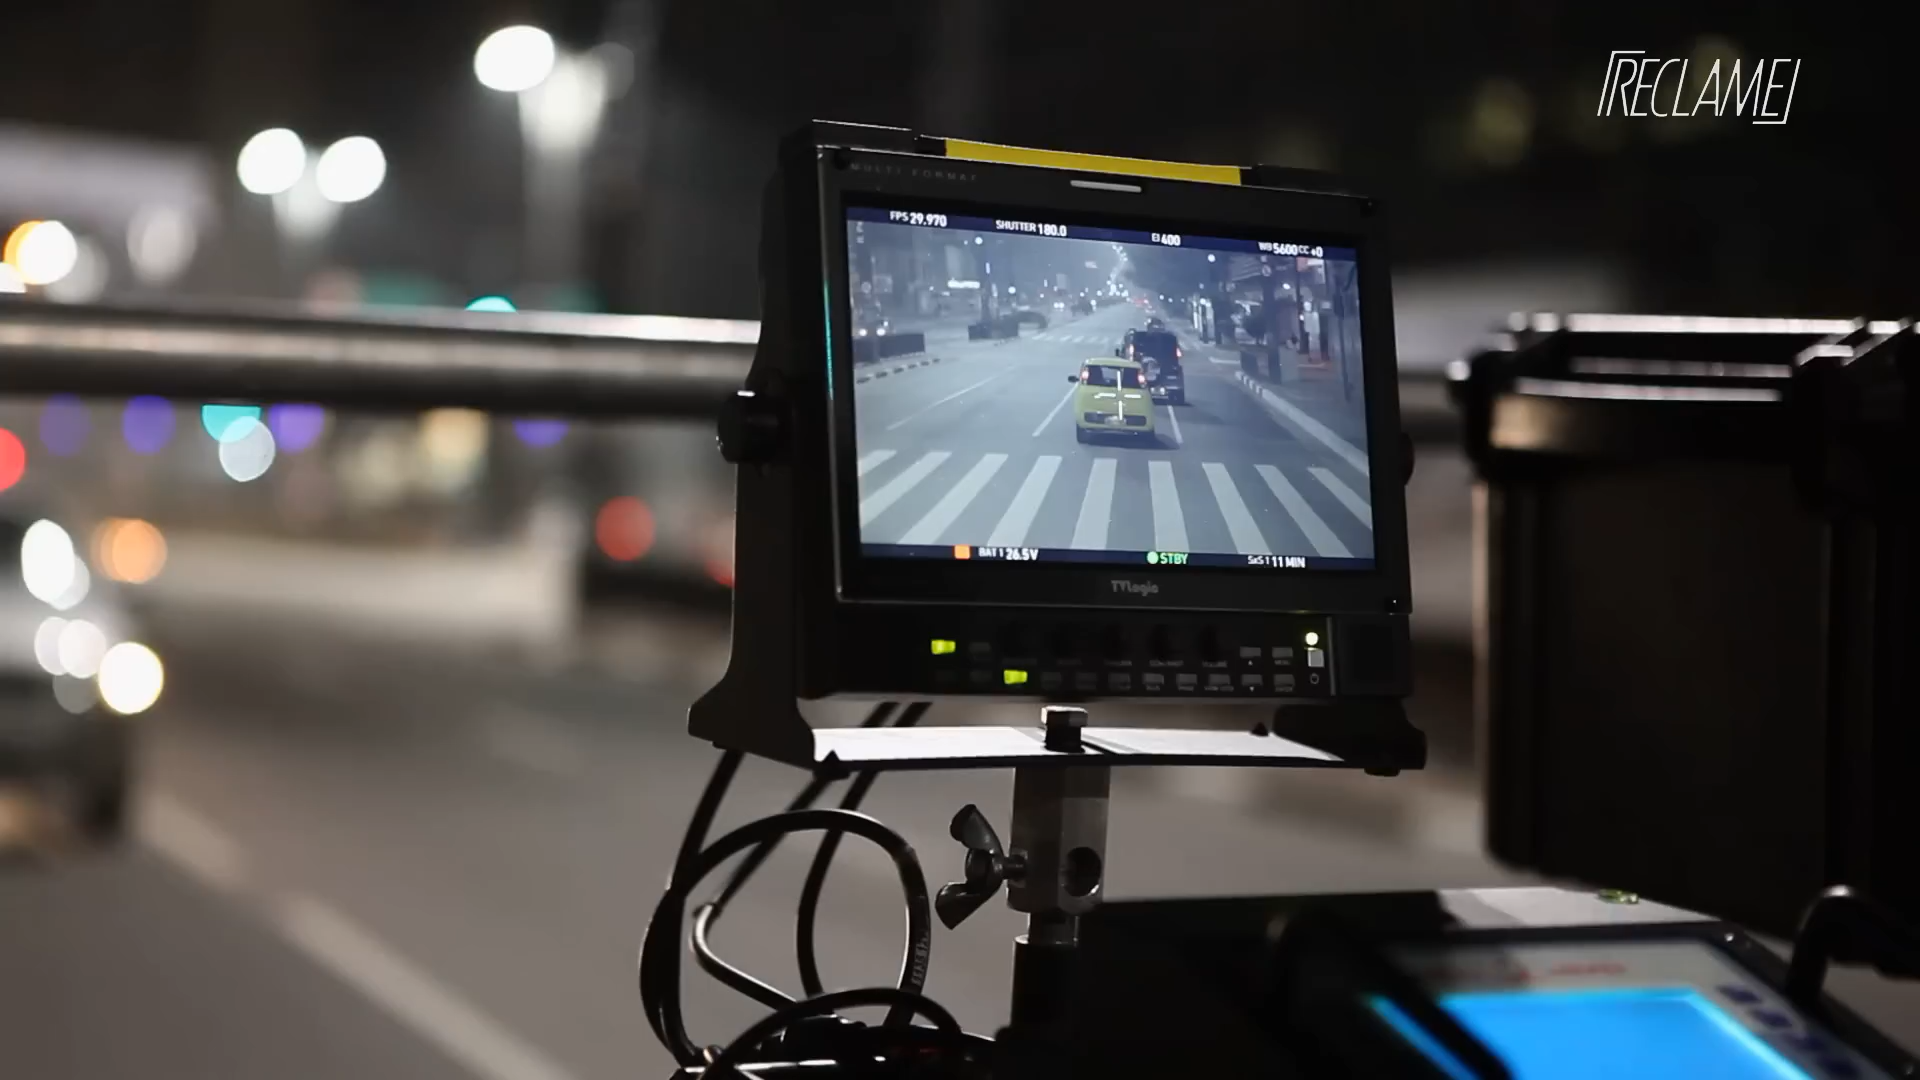 RECLAME
MULTI FORMAT
FPS 29.970 SHUTTER 180.0 EI 400 WB 5600 CC +0
BAT 1 26.5V STBY SxS 1 11 MIN
TVLogic